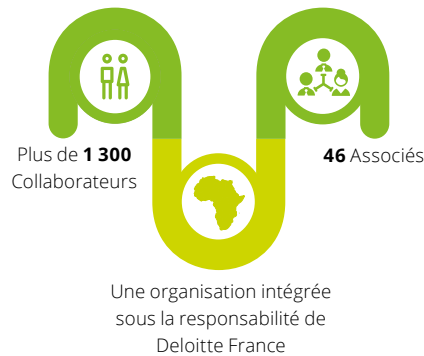 Plus de 1 300
Collaborateurs
46 Associés
Une organisation intégrée
sous la responsabilité de
Deloitte France